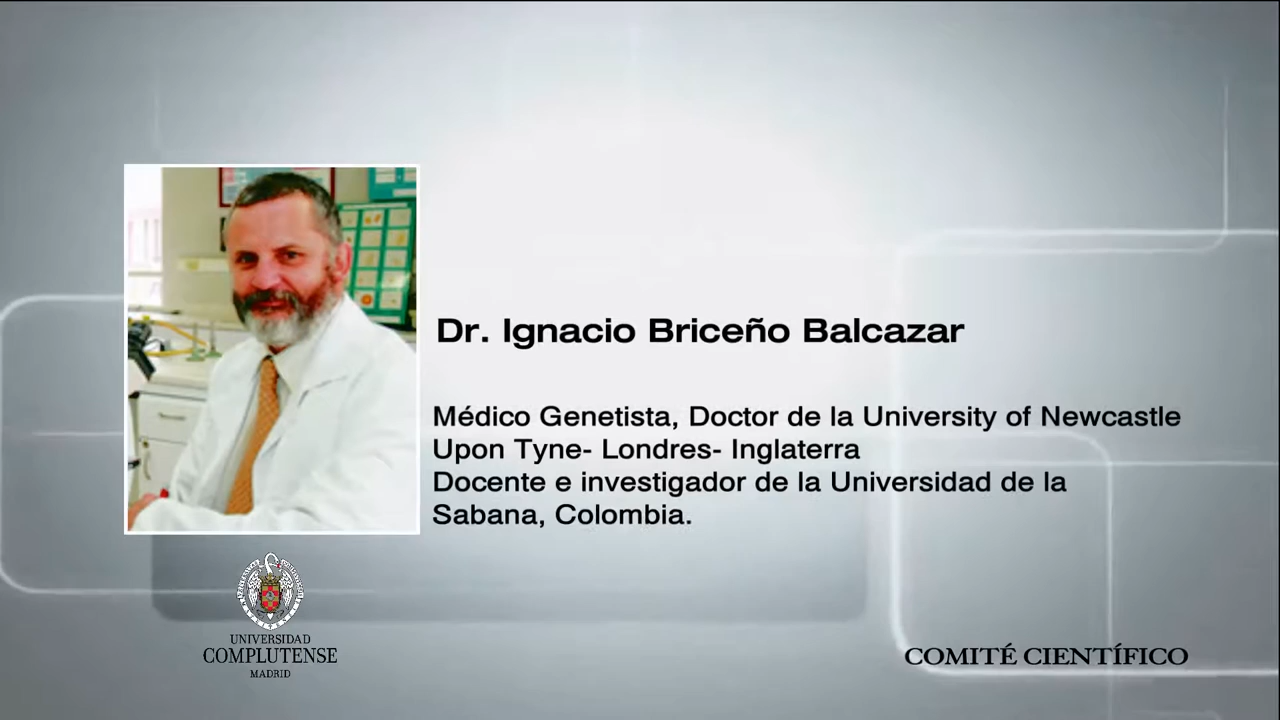 Dr. Ignacio Briceño Balcazar
Médico Genetista, Doctor de la University of Newcastle
Upon Tyne- Londres- Inglaterra
Docente e investigador de la Universidad de la
Sabana, Colombia.
UNIVERSIDAD
COMPLUTENSE
MADRID
COMITÉ CIENTÍFICO